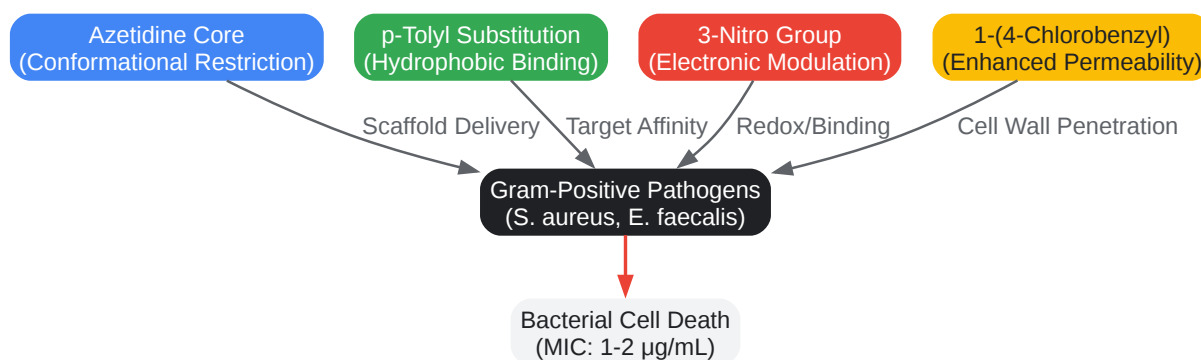 Azetidine Core
(Conformational Restriction)
p-Tolyl Substitution
(Hydrophobic Binding)
3-Nitro Group
(Electronic Modulation)
1-(4-Chlorobenzyl)
(Enhanced Permeability)
Scaffold Delivery
Target Affinity
Redox/Binding
Cell Wall Penetration
Gram-Positive Pathogens
(S. aureus, E. faecalis)
Bacterial Cell Death
(MIC: 1-2 μg/mL)